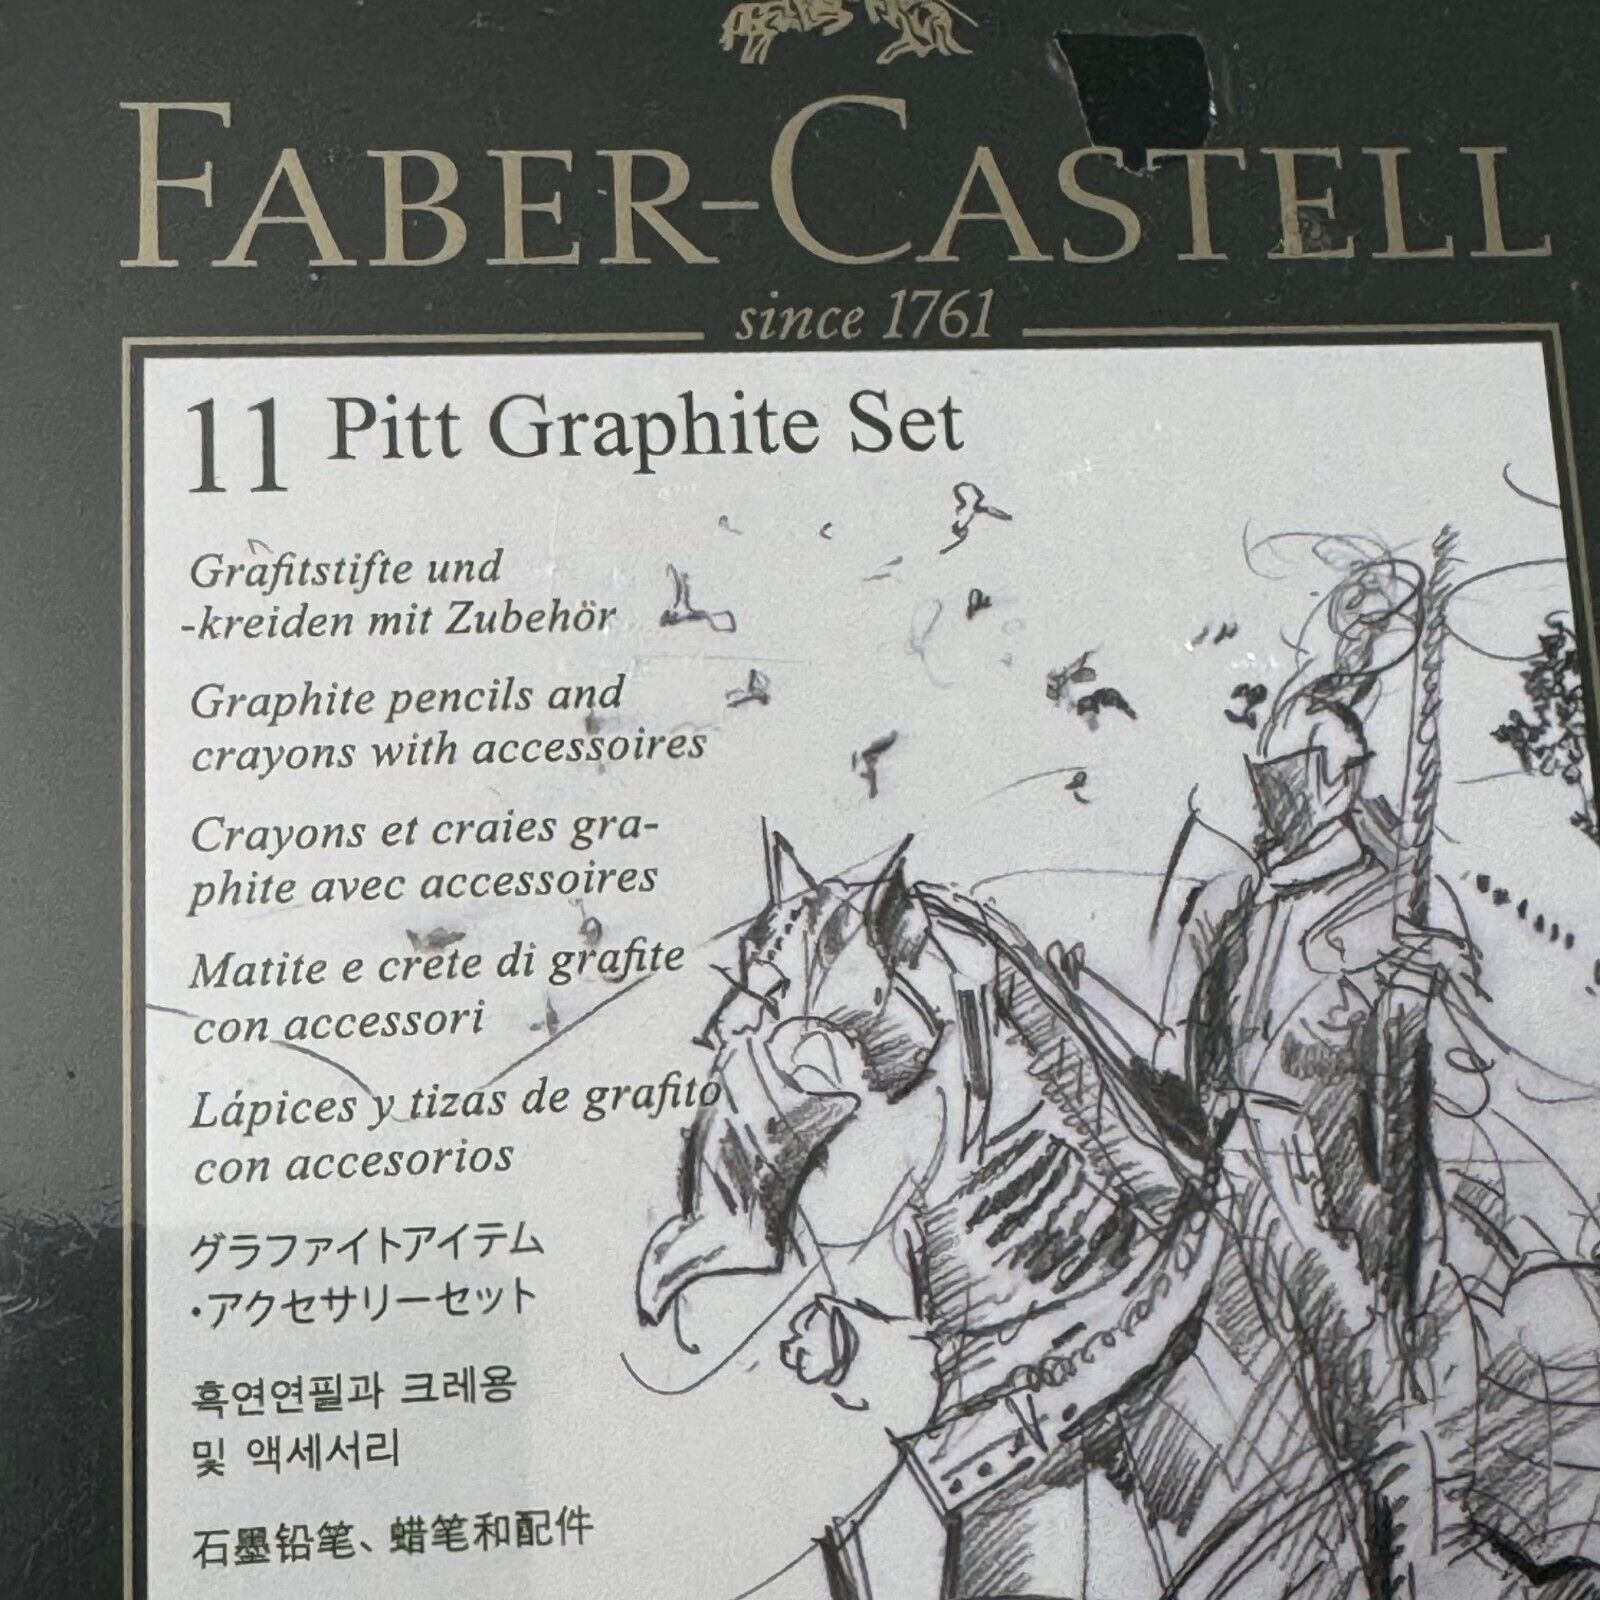 FABER-CASTELL
since 1761
11 Pitt Graphite Set
Grafitstifte und
-kreiden mit Zubehör
Graphite pencils and
crayons with accessoires
Crayons et craies gra-
phite avec accessoires
Matite e crete di grafite
con accessori
Lápices y tizas de grafito
con accesorios
グラファイトアイテム
・アクセサリーセット
흑연연필과 크레용
및 액세서리
石墨铅笔、蜡笔和配件